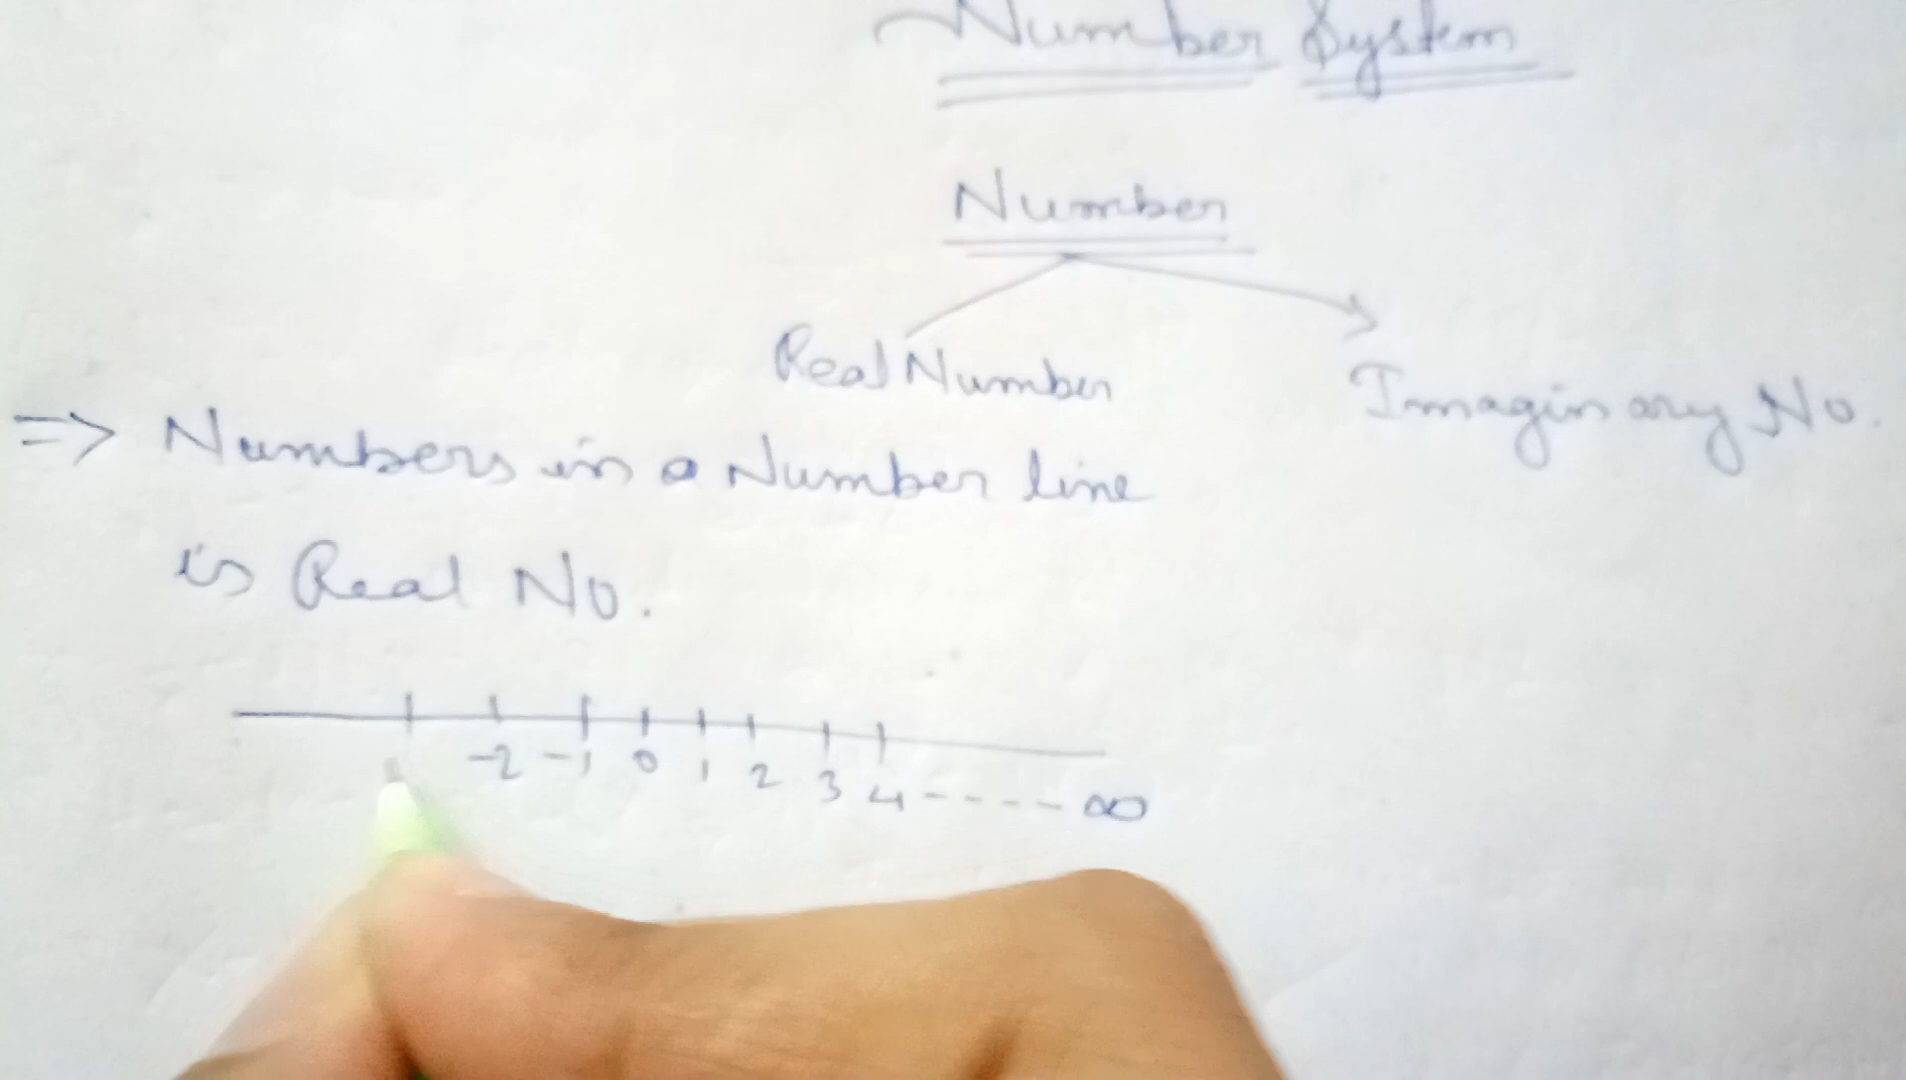 Number System
Number
Real Number
Imaginary No.
=> Numbers in a Number line
is Real No.
-2 -1 0 1 2 3 4 ----- ∞